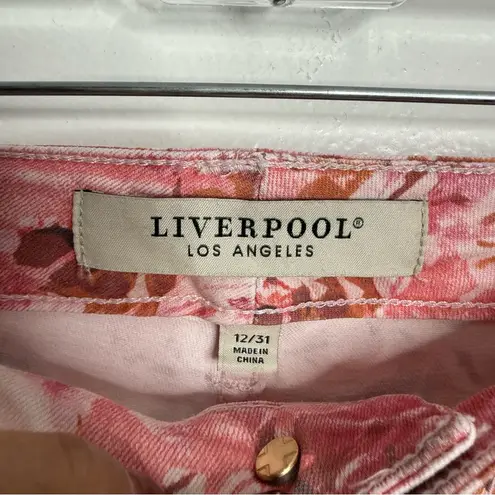 LIVERPOOL®
LOS ANGELES
12/31
MADE IN
CHINA